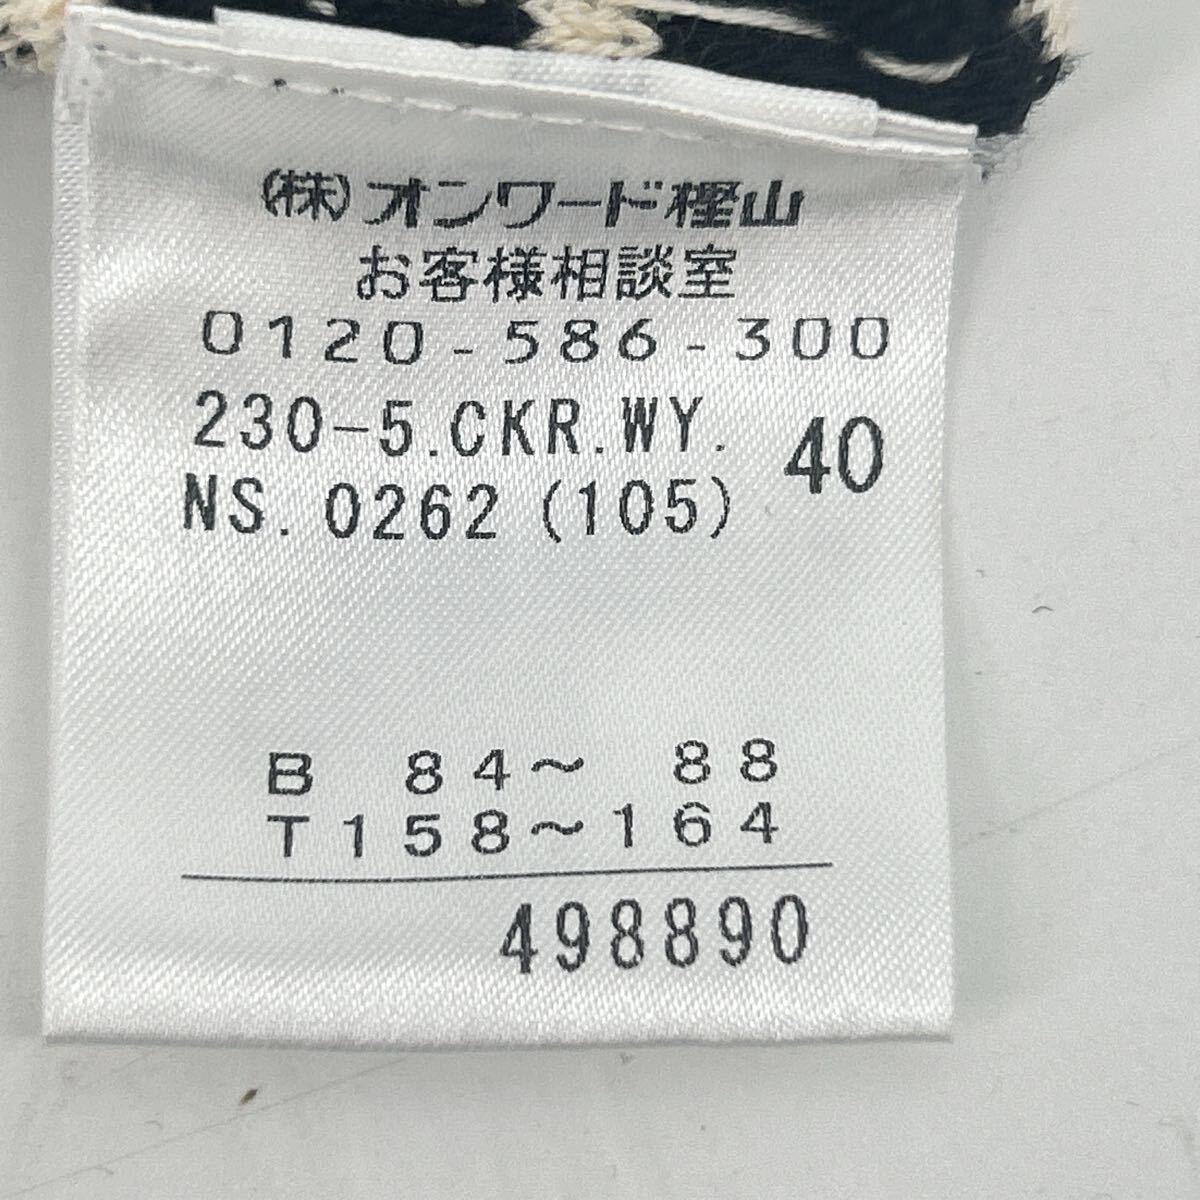 (株)オンワード樫山
お客様相談室
0120-586-300
230-5.CKR.WY. 40
NS.0262(105)
B 84～ 88
T158～164
498890